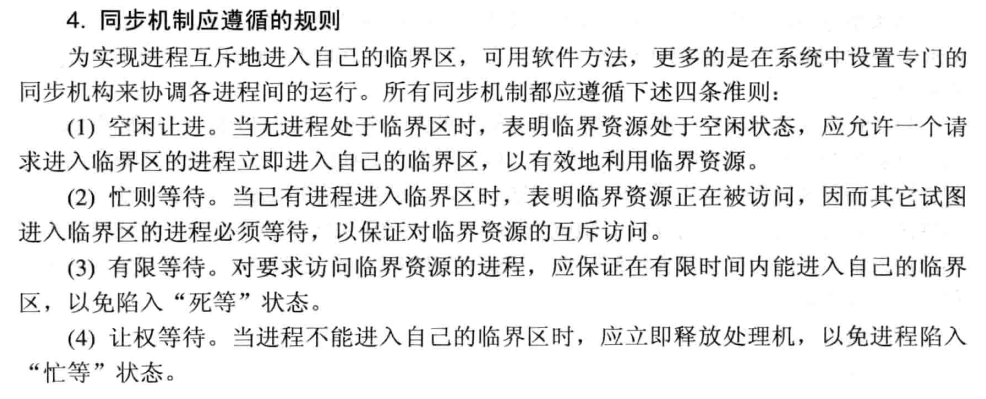 4. 同步机制应遵循的规则
为实现进程互斥地进入自己的临界区，可用软件方法，更多的是在系统中设置专门的
同步机构来协调各进程间的运行。所有同步机制都应遵循下述四条准则：
(1) 空闲让进。当无进程处于临界区时，表明临界资源处于空闲状态，应允许一个请
求进入临界区的进程立即进入自己的临界区，以有效地利用临界资源。
(2) 忙则等待。当已有进程进入临界区时，表明临界资源正在被访问，因而其它试图
进入临界区的进程必须等待，以保证对临界资源的互斥访问。
(3) 有限等待。对要求访问临界资源的进程，应保证在有限时间内能进入自己的临界
区，以免陷入“死等”状态。
(4) 让权等待。当进程不能进入自己的临界区时，应立即释放处理机，以免进程陷入
“忙等”状态。